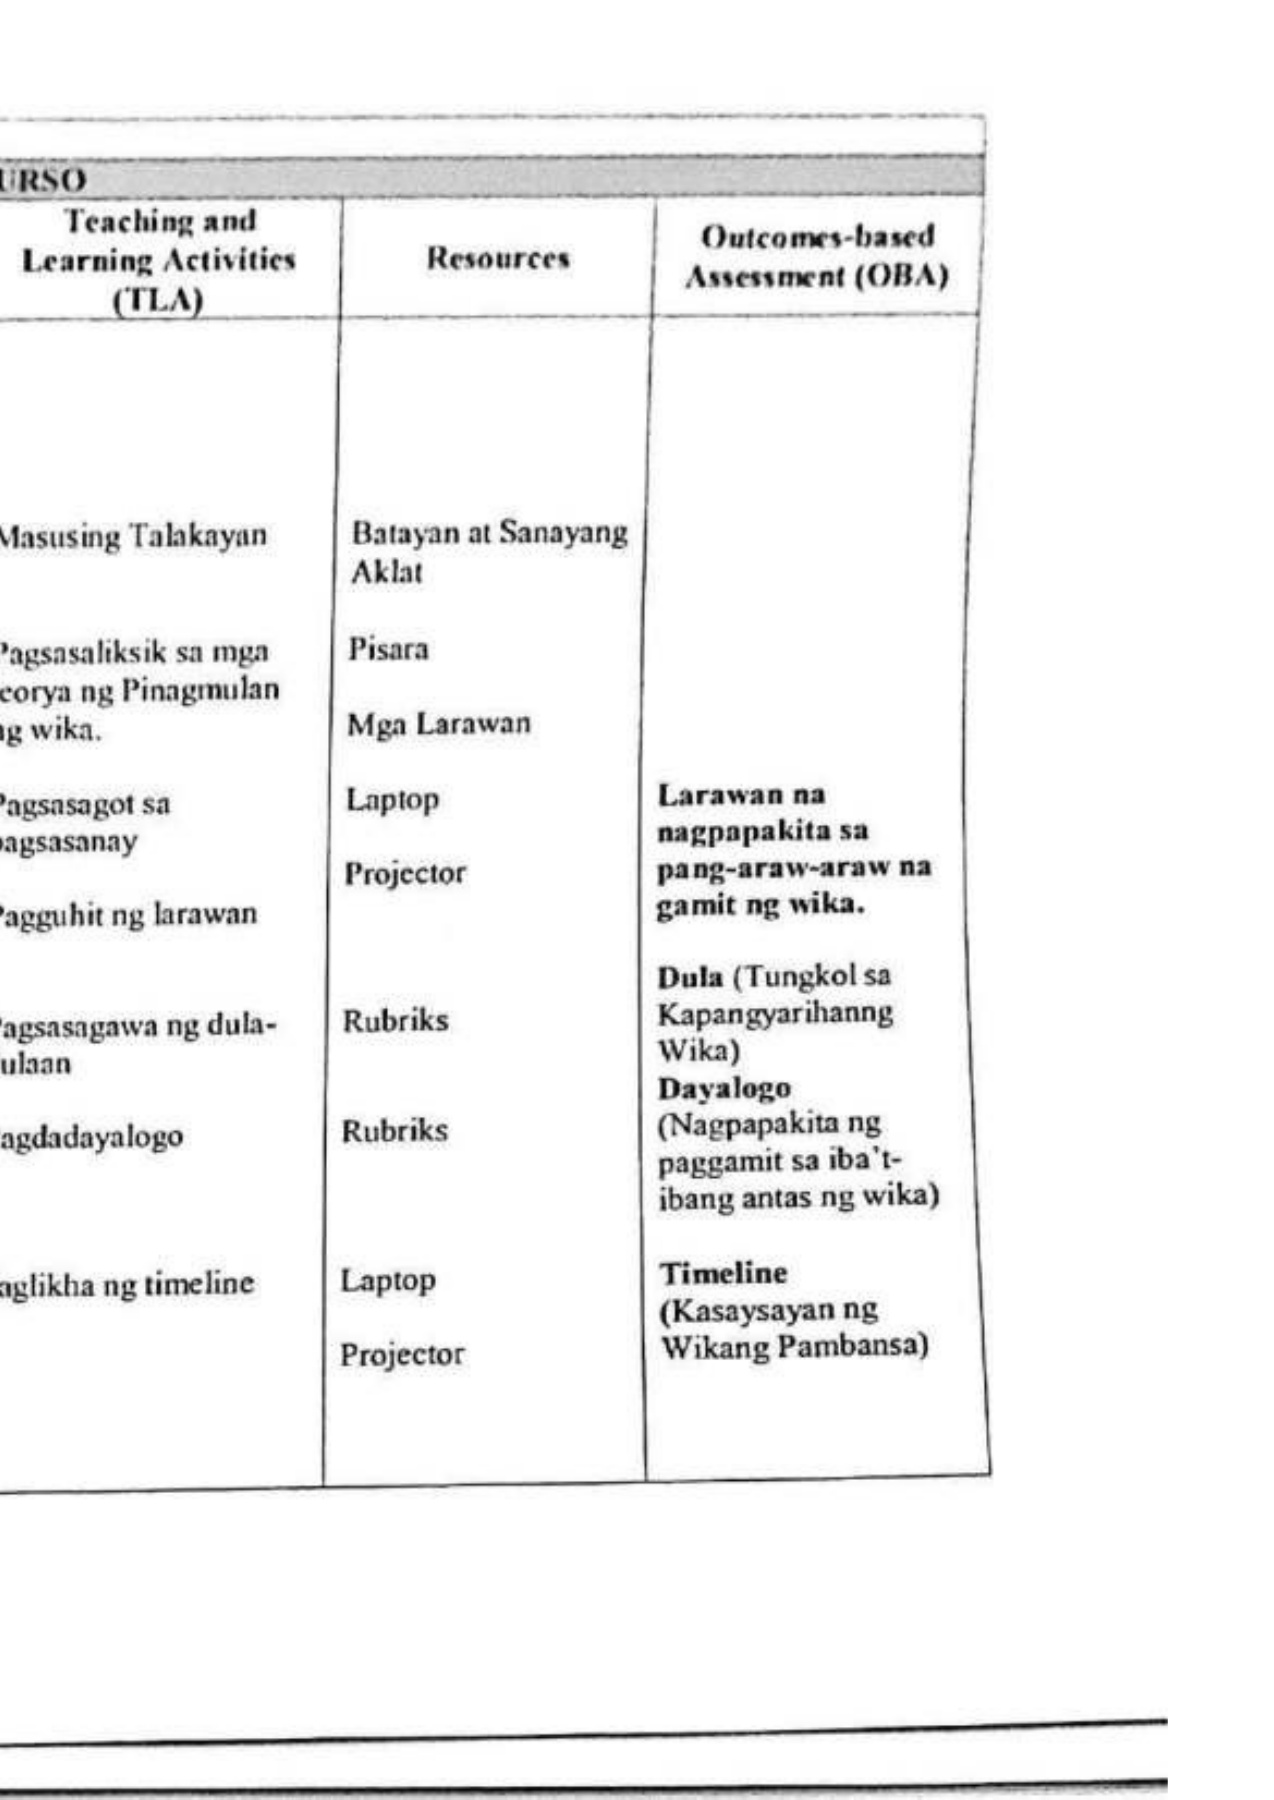 URSO
Teaching and
Learning Activities
(TLA)
Resources
Outcomes-based
Assessment (OBA)
Masusing Talakayan
Pagsasaliksik sa mga
eorya ng Pinagmulan
ng wika.
Pagsasagot sa
pagsasanay
Pagguhit ng larawan
Pagsasagawa ng dula-
ulaan
agdadayalogo
aglikha ng timeline
Batayan at Sanayang
Aklat
Pisara
Mga Larawan
Laptop
Projector
Rubriks
Rubriks
Laptop
Projector
Larawan na
nagpapakita sa
pang-araw-araw na
gamit ng wika.
Dula (Tungkol sa
Kapangyarihanng
Wika)
Dayalogo
(Nagpapakita ng
paggamit sa iba't-
ibang antas ng wika)
Timeline
(Kasaysayan ng
Wikang Pambansa)